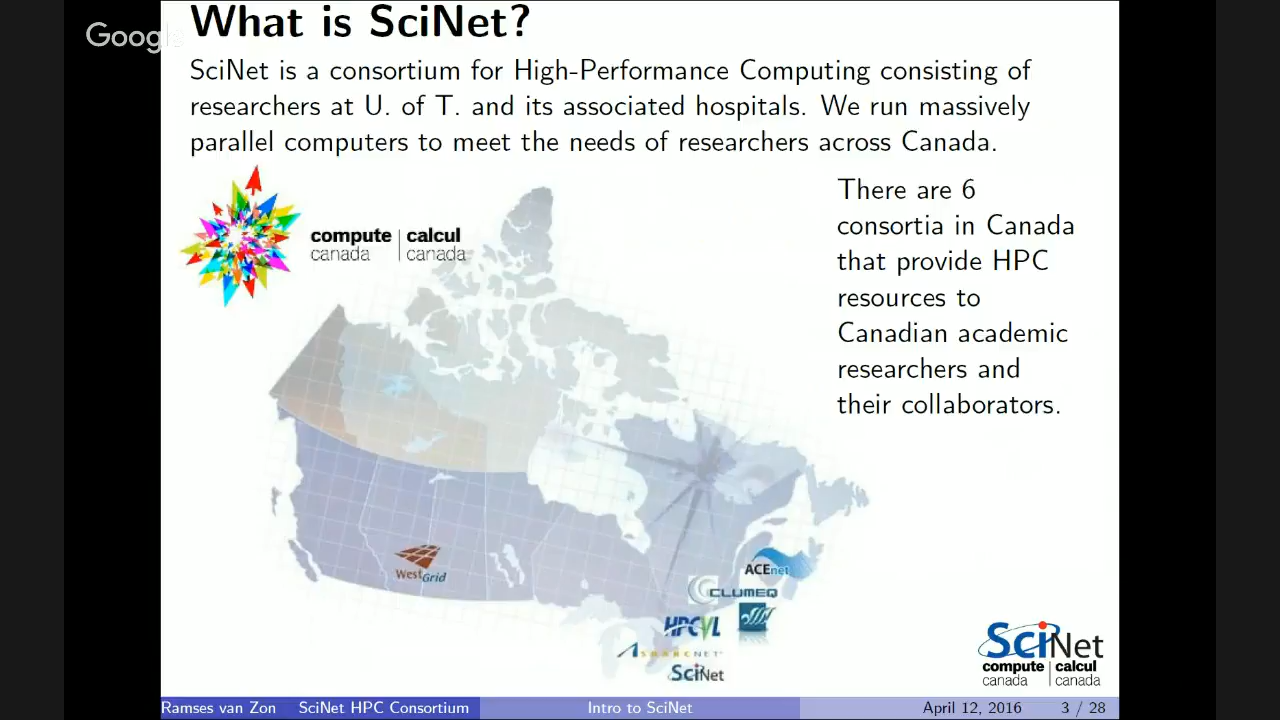 What is SciNet?
Google
SciNet is a consortium for High-Performance Computing consisting of
researchers at U. of T. and its associated hospitals. We run massively
parallel computers to meet the needs of researchers across Canada.
There are 6
consortia in Canada
that provide HPC
resources to
Canadian academic
researchers and
their collaborators.
compute | calcul
canada | canada
WestGrid
ACEnet
CLUMEQ
HPCVL
SHARCNET
SciNet
SciNet
compute | calcul
canada | canada
Ramses van Zon SciNet HPC Consortium Intro to SciNet April 12, 2016 3 / 28